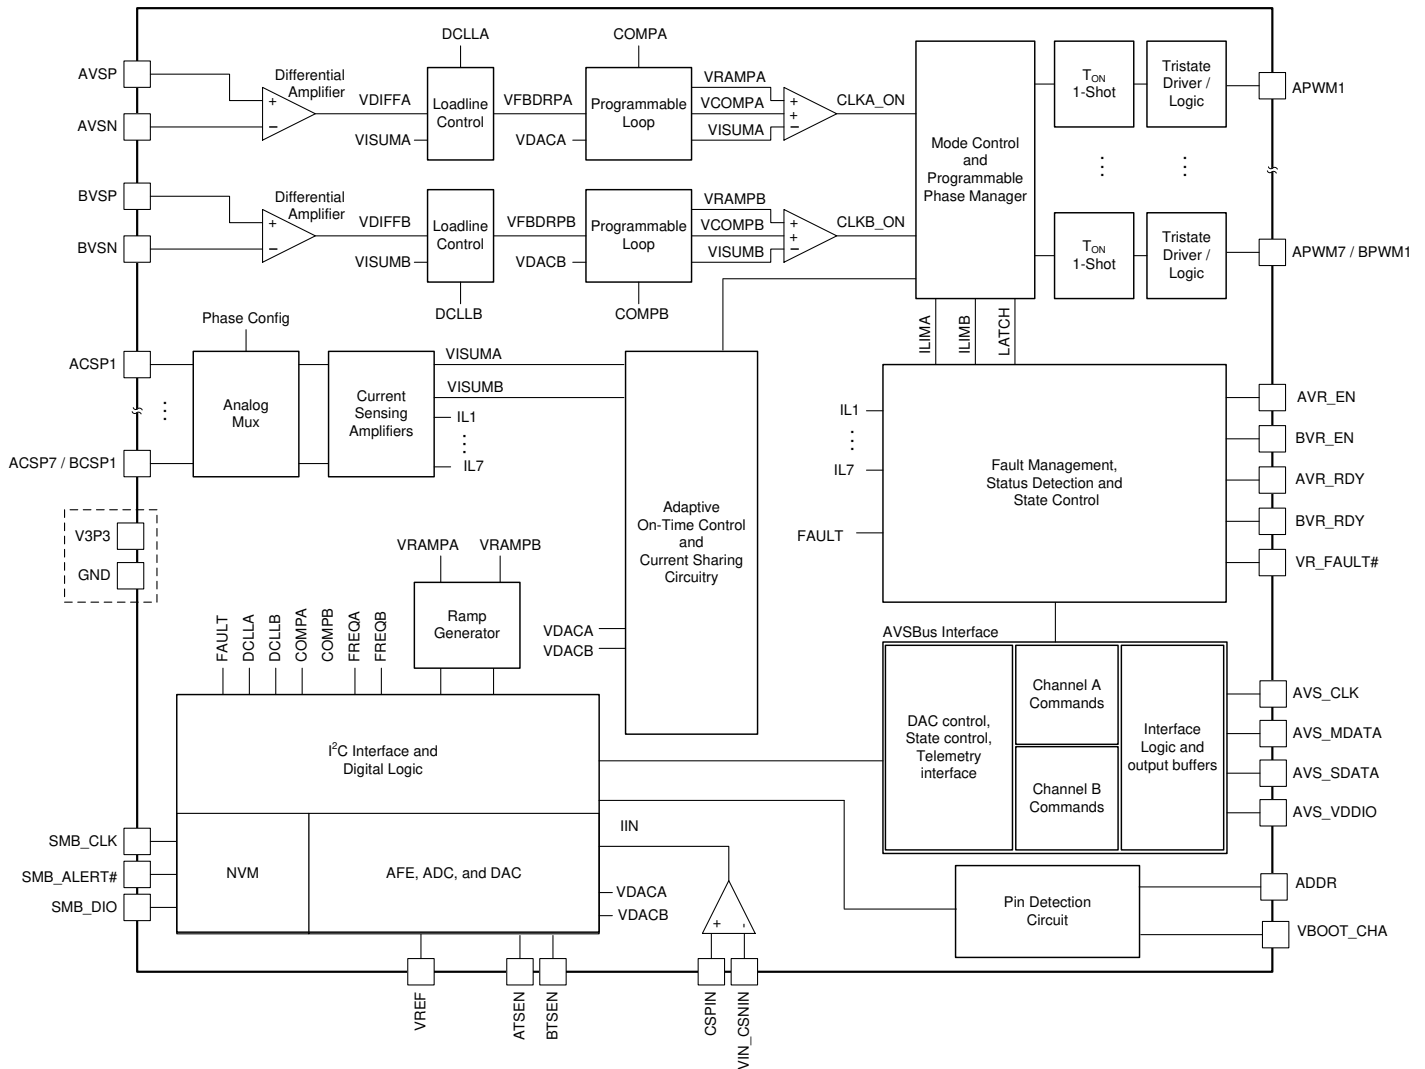 DCLLA
COMPA
AVSP
Differential
Amplifier
+
−
AVSN
VDIFFA
VISUMA
Loadline
Control
VFBDRPA
VDACA
Programmable
Loop
VRAMPA
VCOMPA
VISUMA
+
+
−
CLKA_ON
Mode Control
and
Programmable
Phase Manager
TON
1-Shot
Tristate
Driver /
Logic
APWM1
BVSP
Differential
Amplifier
+
−
BVSN
VDIFFB
VISUMB
Loadline
Control
VFBDRPB
VDACB
Programmable
Loop
VRAMPB
VCOMPB
VISUMB
+
+
−
CLKB_ON
TON
1-Shot
Tristate
Driver /
Logic
APWM7 / BPWM1
DCLLB
COMPB
ILIMA
ILIMB
LATCH
Phase Config
ACSP1
ACSP7 / BCSP1
Analog
Mux
Current
Sensing
Amplifiers
VISUMA
VISUMB
IL1
IL7
Adaptive
On-Time Control
and
Current Sharing
Circuitry
VDACA
VDACB
IL1
IL7
FAULT
Fault Management,
Status Detection and
State Control
AVR_EN
BVR_EN
AVR_RDY
BVR_RDY
VR_FAULT#
V3P3
GND
VRAMPA
VRAMPB
Ramp
Generator
FAULT
DCLLA
DCLLB
COMPA
COMPB
FREQA
FREQB
I2C Interface and
Digital Logic
NVM
AFE, ADC, and DAC
SMB_CLK
SMB_ALERT#
SMB_DIO
IIN
VDACA
VDACB
+
-
AVSBus Interface
DAC control,
State control,
Telemetry
interface
Channel A
Commands
Channel B
Commands
Interface
Logic and
output buffers
AVS_CLK
AVS_MDATA
AVS_SDATA
AVS_VDDIO
Pin Detection
Circuit
ADDR
VBOOT_CHA
VREF
ATSEN
BTSEN
CSPIN
VIN_CSNIN